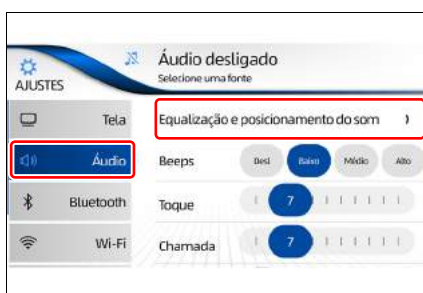 Áudio desligado
Selecione uma fonte
AJUSTES
Tela
Equalização e posicionamento do som
Áudio
Beeps
Desl Baixo Médio Alto
Bluetooth
Toque
7
Wi-Fi
Chamada
7